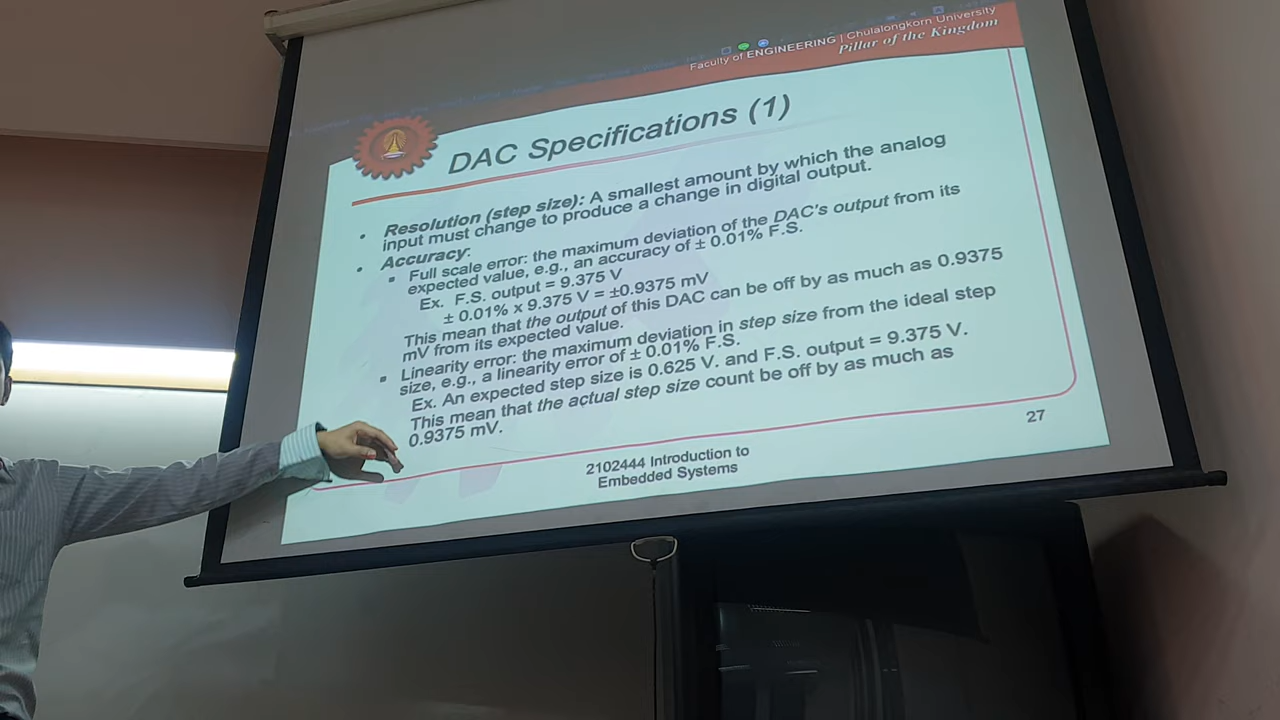 Faculty of ENGINEERING | Chulalongkorn University
Pillar of the Kingdom
DAC Specifications (1)
• Resolution (step size): A smallest amount by which the analog
input must change to produce a change in digital output.
• Accuracy:
▪ Full scale error: the maximum deviation of the DAC's output from its
expected value, e.g., an accuracy of ± 0.01% F.S.
Ex. F.S. output = 9.375 V
± 0.01% x 9.375 V = ±0.9375 mV
This mean that the output of this DAC can be off by as much as 0.9375
mV from its expected value.
▪ Linearity error: the maximum deviation in step size from the ideal step
size, e.g., a linearity error of ± 0.01% F.S.
Ex. An expected step size is 0.625 V. and F.S. output = 9.375 V.
This mean that the actual step size count be off by as much as
0.9375 mV.
2102444 Introduction to
Embedded Systems
27